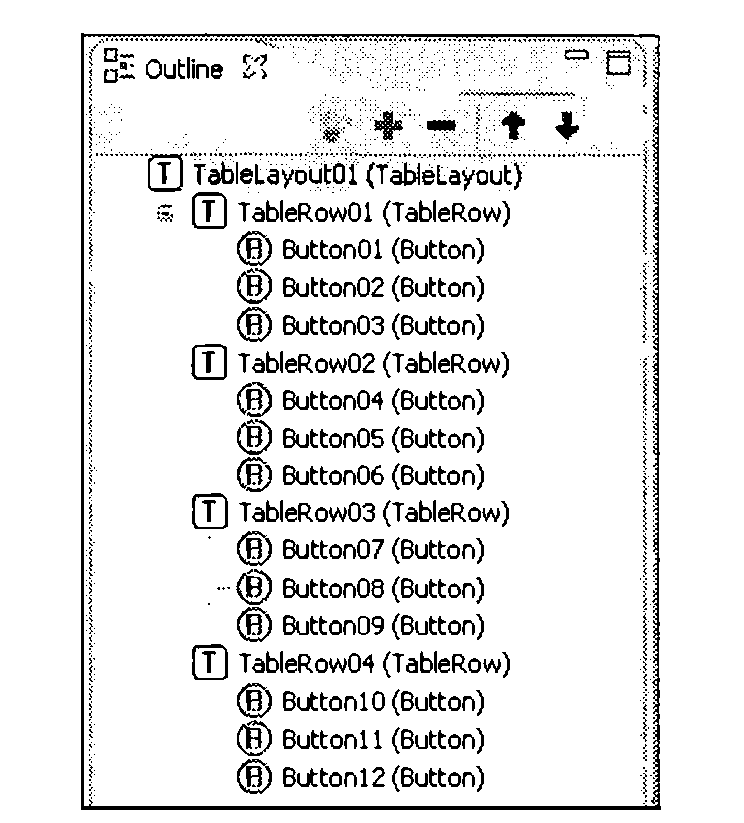 Outline
T TableLayout01 (TableLayout)
T TableRow01 (TableRow)
B Button01 (Button)
B Button02 (Button)
B Button03 (Button)
T TableRow02 (TableRow)
B Button04 (Button)
B Button05 (Button)
B Button06 (Button)
T TableRow03 (TableRow)
B Button07 (Button)
B Button08 (Button)
B Button09 (Button)
T TableRow04 (TableRow)
B Button10 (Button)
B Button11 (Button)
B Button12 (Button)